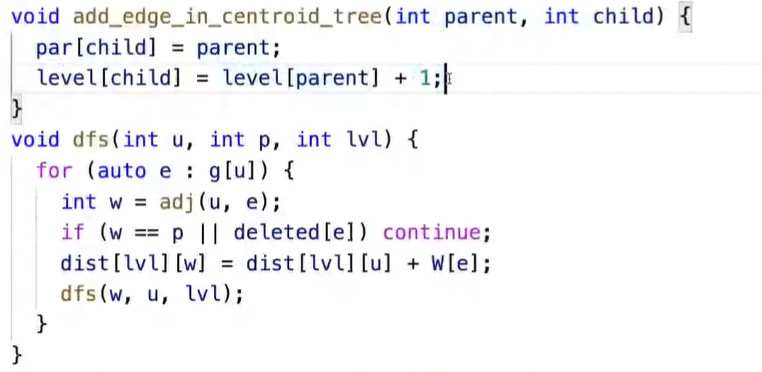 void add_edge_in_centroid_tree(int parent, int child) {
  par[child] = parent;
  level[child] = level[parent] + 1;
}
void dfs(int u, int p, int lvl) {
  for (auto e : g[u]) {
    int w = adj(u, e);
    if (w == p || deleted[e]) continue;
    dist[lvl][w] = dist[lvl][u] + W[e];
    dfs(w, u, lvl);
  }
}